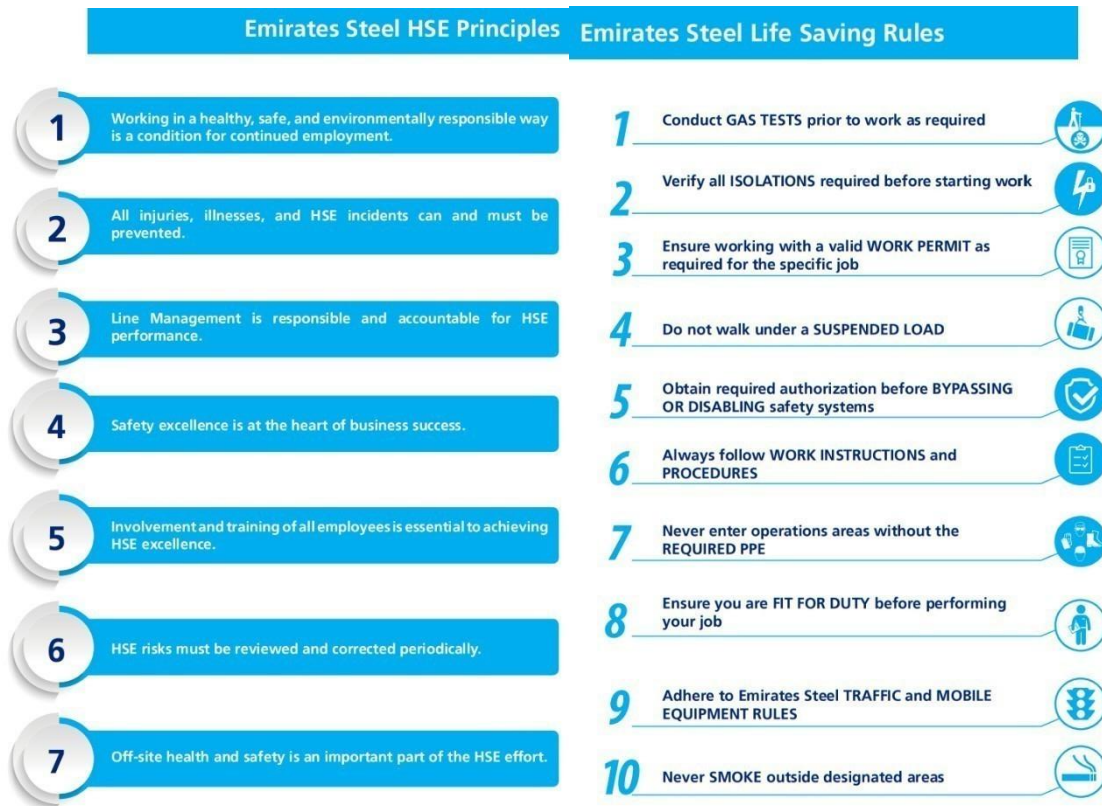 Emirates Steel HSE Principles
1
Working in a healthy, safe, and environmentally responsible way
is a condition for continued employment.
2
All injuries, illnesses, and HSE incidents can and must be
prevented.
3
Line Management is responsible and accountable for HSE
performance.
4
Safety excellence is at the heart of business success.
5
Involvement and training of all employees is essential to achieving
HSE excellence.
6
HSE risks must be reviewed and corrected periodically.
7
Off-site health and safety is an important part of the HSE effort.
Emirates Steel Life Saving Rules
1
Conduct GAS TESTS prior to work as required
2
Verify all ISOLATIONS required before starting work
3
Ensure working with a valid WORK PERMIT as
required for the specific job
4
Do not walk under a SUSPENDED LOAD
5
Obtain required authorization before BYPASSING
OR DISABLING safety systems
6
Always follow WORK INSTRUCTIONS and
PROCEDURES
7
Never enter operations areas without the
REQUIRED PPE
8
Ensure you are FIT FOR DUTY before performing
your job
9
Adhere to Emirates Steel TRAFFIC and MOBILE
EQUIPMENT RULES
10
Never SMOKE outside designated areas